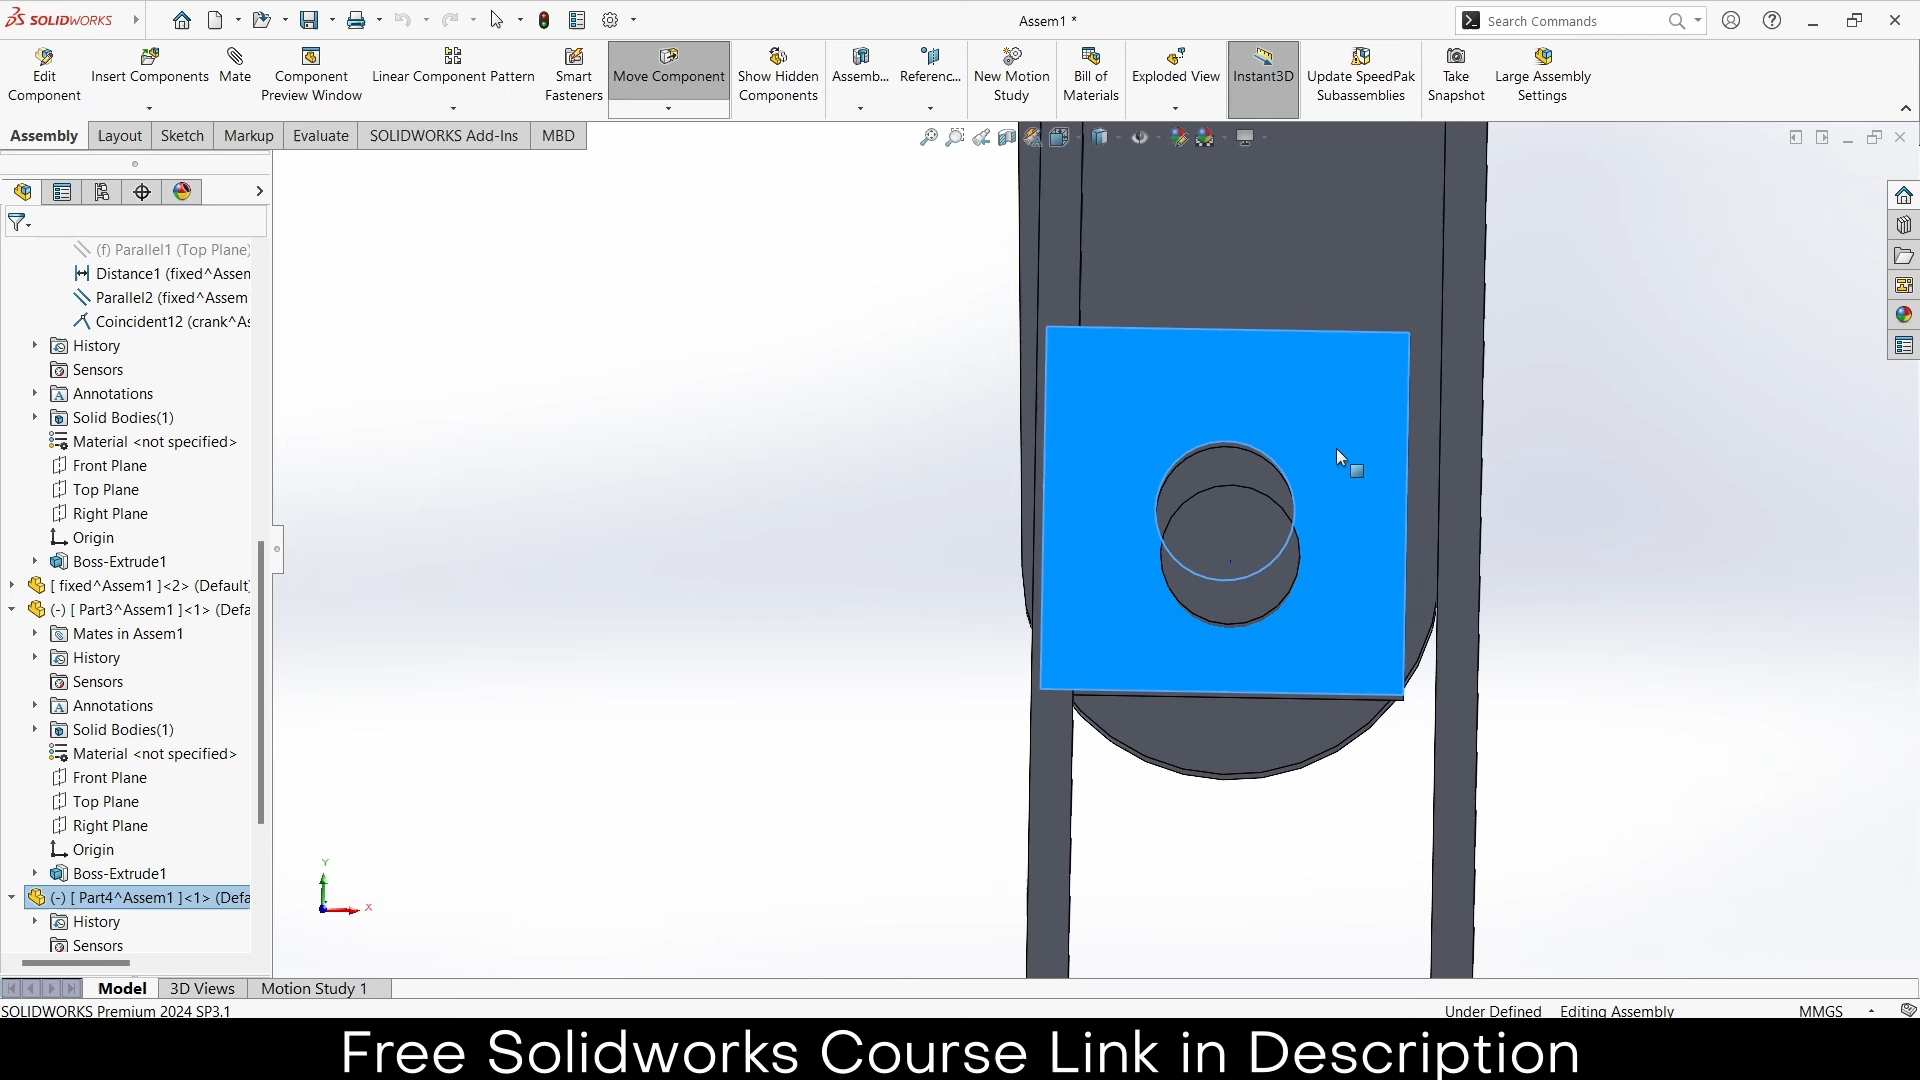 SOLIDWORKS
Assem1 *
Search Commands
Edit Component
Insert Components
Mate
Component Preview Window
Linear Component Pattern
Smart Fasteners
Move Component
Show Hidden Components
Assemb...
Referenc...
New Motion Study
Bill of Materials
Exploded View
Instant3D
Update SpeedPak Subassemblies
Take Snapshot
Large Assembly Settings
Assembly
Layout
Sketch
Markup
Evaluate
SOLIDWORKS Add-Ins
MBD
(f) Parallel1 (Top Plane)
Distance1 (fixed^Assem
Parallel2 (fixed^Assem
Coincident12 (crank^As
History
Sensors
Annotations
Solid Bodies(1)
Material <not specified>
Front Plane
Top Plane
Right Plane
Origin
Boss-Extrude1
[ fixed^Assem1 ]<2> (Default)
(-) [ Part3^Assem1 ]<1> (Defa
Mates in Assem1
History
Sensors
Annotations
Solid Bodies(1)
Material <not specified>
Front Plane
Top Plane
Right Plane
Origin
Boss-Extrude1
(-) [ Part4^Assem1 ]<1> (Defa
History
Sensors
Y
X
Model
3D Views
Motion Study 1
SOLIDWORKS Premium 2024 SP3.1
Under Defined
Editing Assembly
MMGS
Free Solidworks Course Link in Description